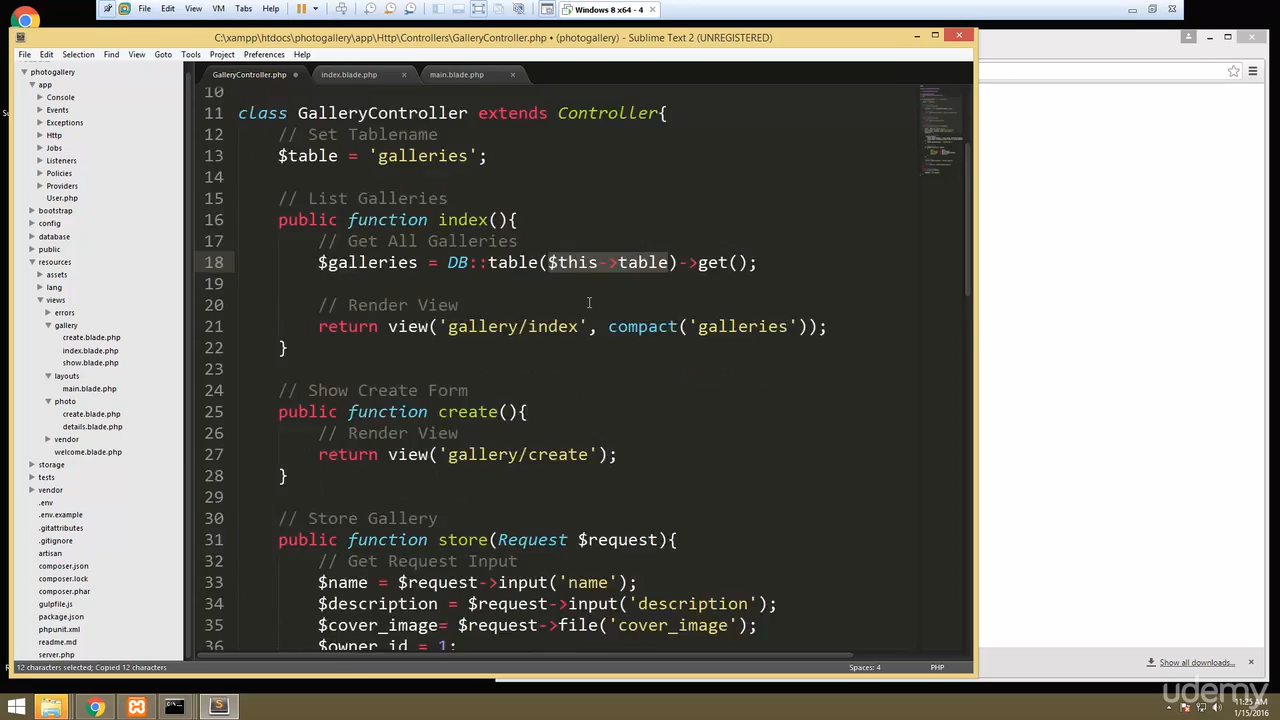 File Edit View VM Tabs Help
Windows 8 x64 - 4
C:\xampp\htdocs\photogallery\app\Http\Controllers\GalleryController.php • (photogallery) - Sublime Text 2 (UNREGISTERED)
File Edit Selection Find View Goto Tools Project Preferences Help
photogallery
app
Console
Events
Exceptions
Http
Jobs
Listeners
Policies
Providers
User.php
bootstrap
config
database
public
resources
assets
lang
views
errors
gallery
create.blade.php
index.blade.php
show.blade.php
layouts
main.blade.php
photo
create.blade.php
details.blade.php
vendor
welcome.blade.php
storage
tests
vendor
.env
.env.example
.gitattributes
.gitignore
artisan
composer.json
composer.lock
composer.phar
gulpfile.js
package.json
phpunit.xml
readme.md
server.php
GalleryController.php index.blade.php main.blade.php
10
11 class GalleryController extends Controller{
12 // Set Tablename
13 $table = 'galleries';
14
15 // List Galleries
16 public function index(){
17 // Get All Galleries
18 $galleries = DB::table($this->table)->get();
19
20 // Render View
21 return view('gallery/index', compact('galleries'));
22 }
23
24 // Show Create Form
25 public function create(){
26 // Render View
27 return view('gallery/create');
28 }
29
30 // Store Gallery
31 public function store(Request $request){
32 // Get Request Input
33 $name = $request->input('name');
34 $description = $request->input('description');
35 $cover_image= $request->file('cover_image');
36 $owner_id = 1;
12 characters selected; Copied 12 characters
Spaces: 4 PHP
Show all downloads...
udemy
11:25 AM
1/15/2016